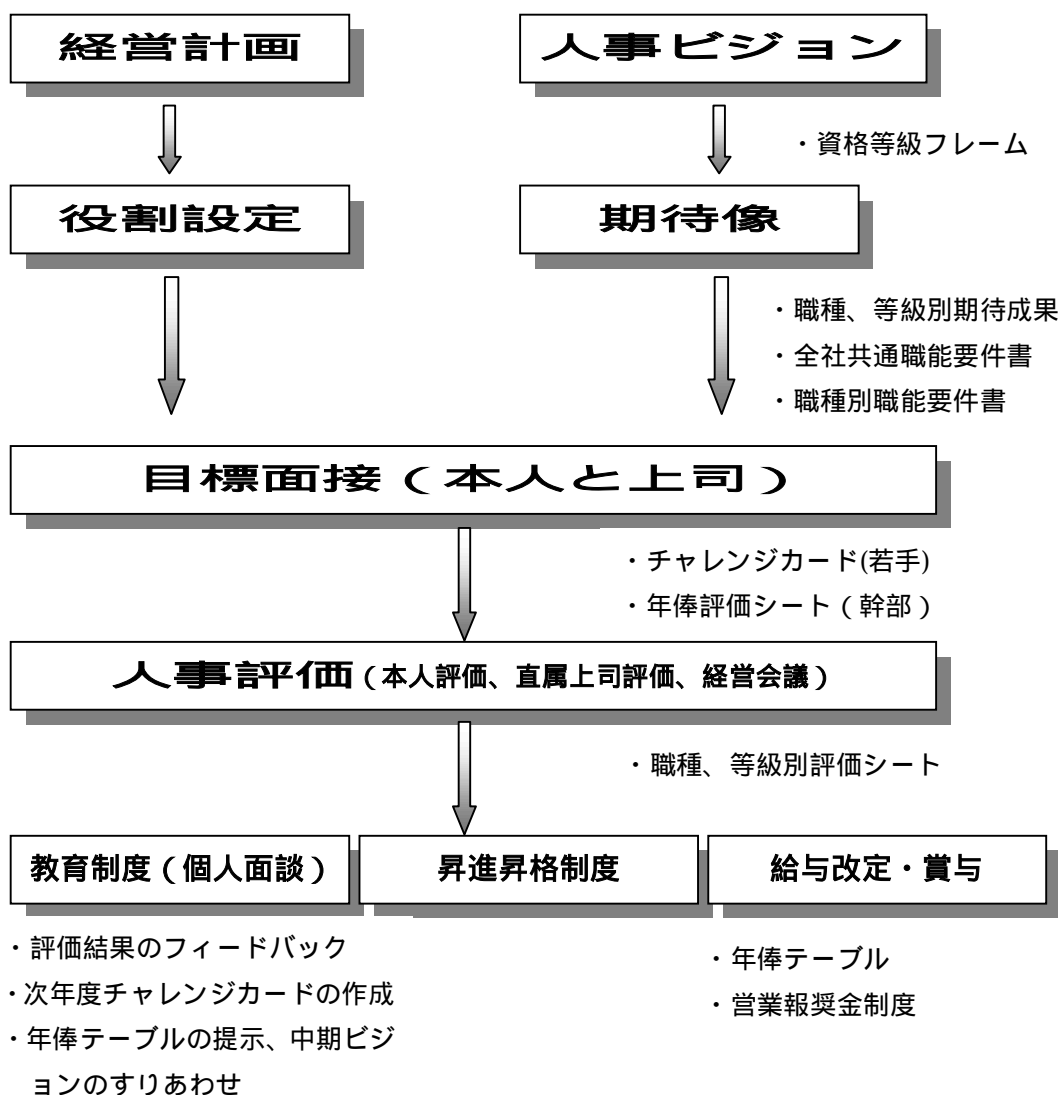 経営計画
人事ビジョン
・資格等級フレーム
役割設定
期待像
・職種、等級別期待成果
・全社共通職能要件書
・職種別職能要件書
目標面接（本人と上司）
・チャレンジカード(若手)
・年俸評価シート（幹部）
人事評価（本人評価、直属上司評価、経営会議）
・職種、等級別評価シート
教育制度（個人面談）
昇進昇格制度
給与改定・賞与
・評価結果のフィードバック
・次年度チャレンジカードの作成
・年俸テーブルの提示、中期ビジ
ョンのすりあわせ
・年俸テーブル
・営業報奨金制度